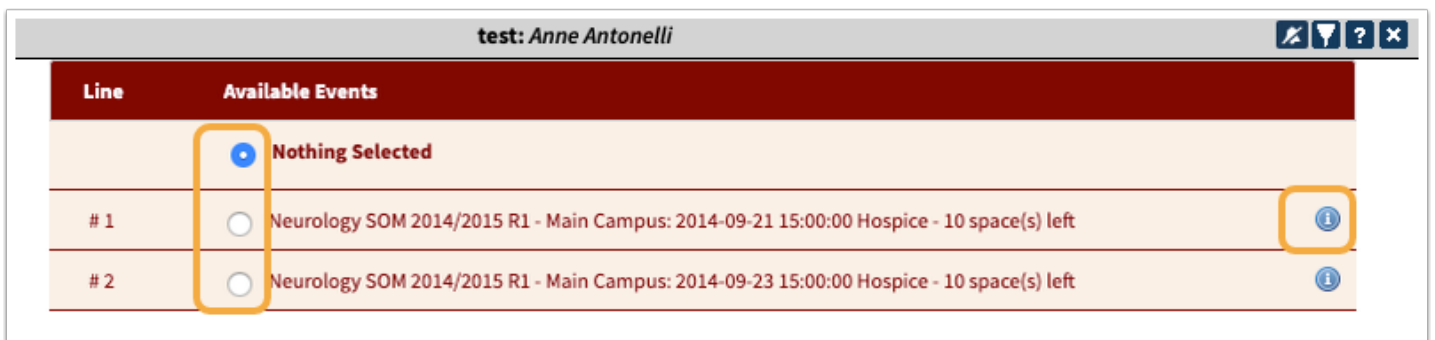 test: Anne Antonelli
Line Available Events
Nothing Selected
# 1 Neurology SOM 2014/2015 R1 - Main Campus: 2014-09-21 15:00:00 Hospice - 10 space(s) left
# 2 Neurology SOM 2014/2015 R1 - Main Campus: 2014-09-23 15:00:00 Hospice - 10 space(s) left